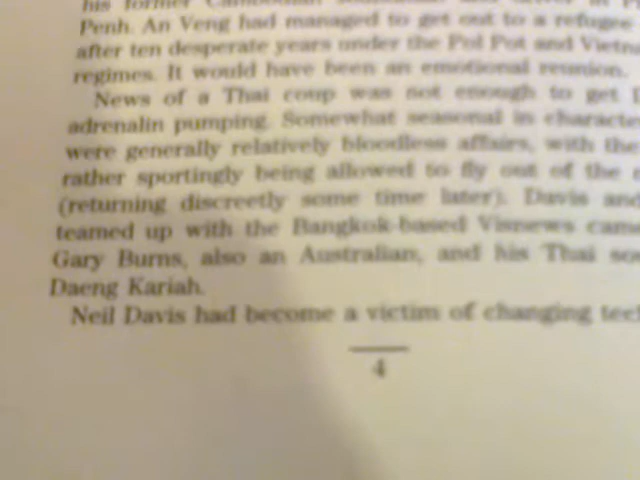 his former Cambodian
Penh. An Veng had managed to get out to a refugee
after ten desperate years under the Pol Pot and Vietn
regimes. It would have been an emotional reunion.
News of a Thai coup was not enough to get D
adrenalin pumping. Somewhat seasonal in characte
were generally relatively bloodless affairs, with the
rather sportingly being allowed to fly out of the
(returning discreetly some time later). Davis and
teamed up with the Bangkok-based Visnews came
Gary Burns, also an Australian, and his Thai so
Daeng Kariah.
Neil Davis had become a victim of changing tec
4